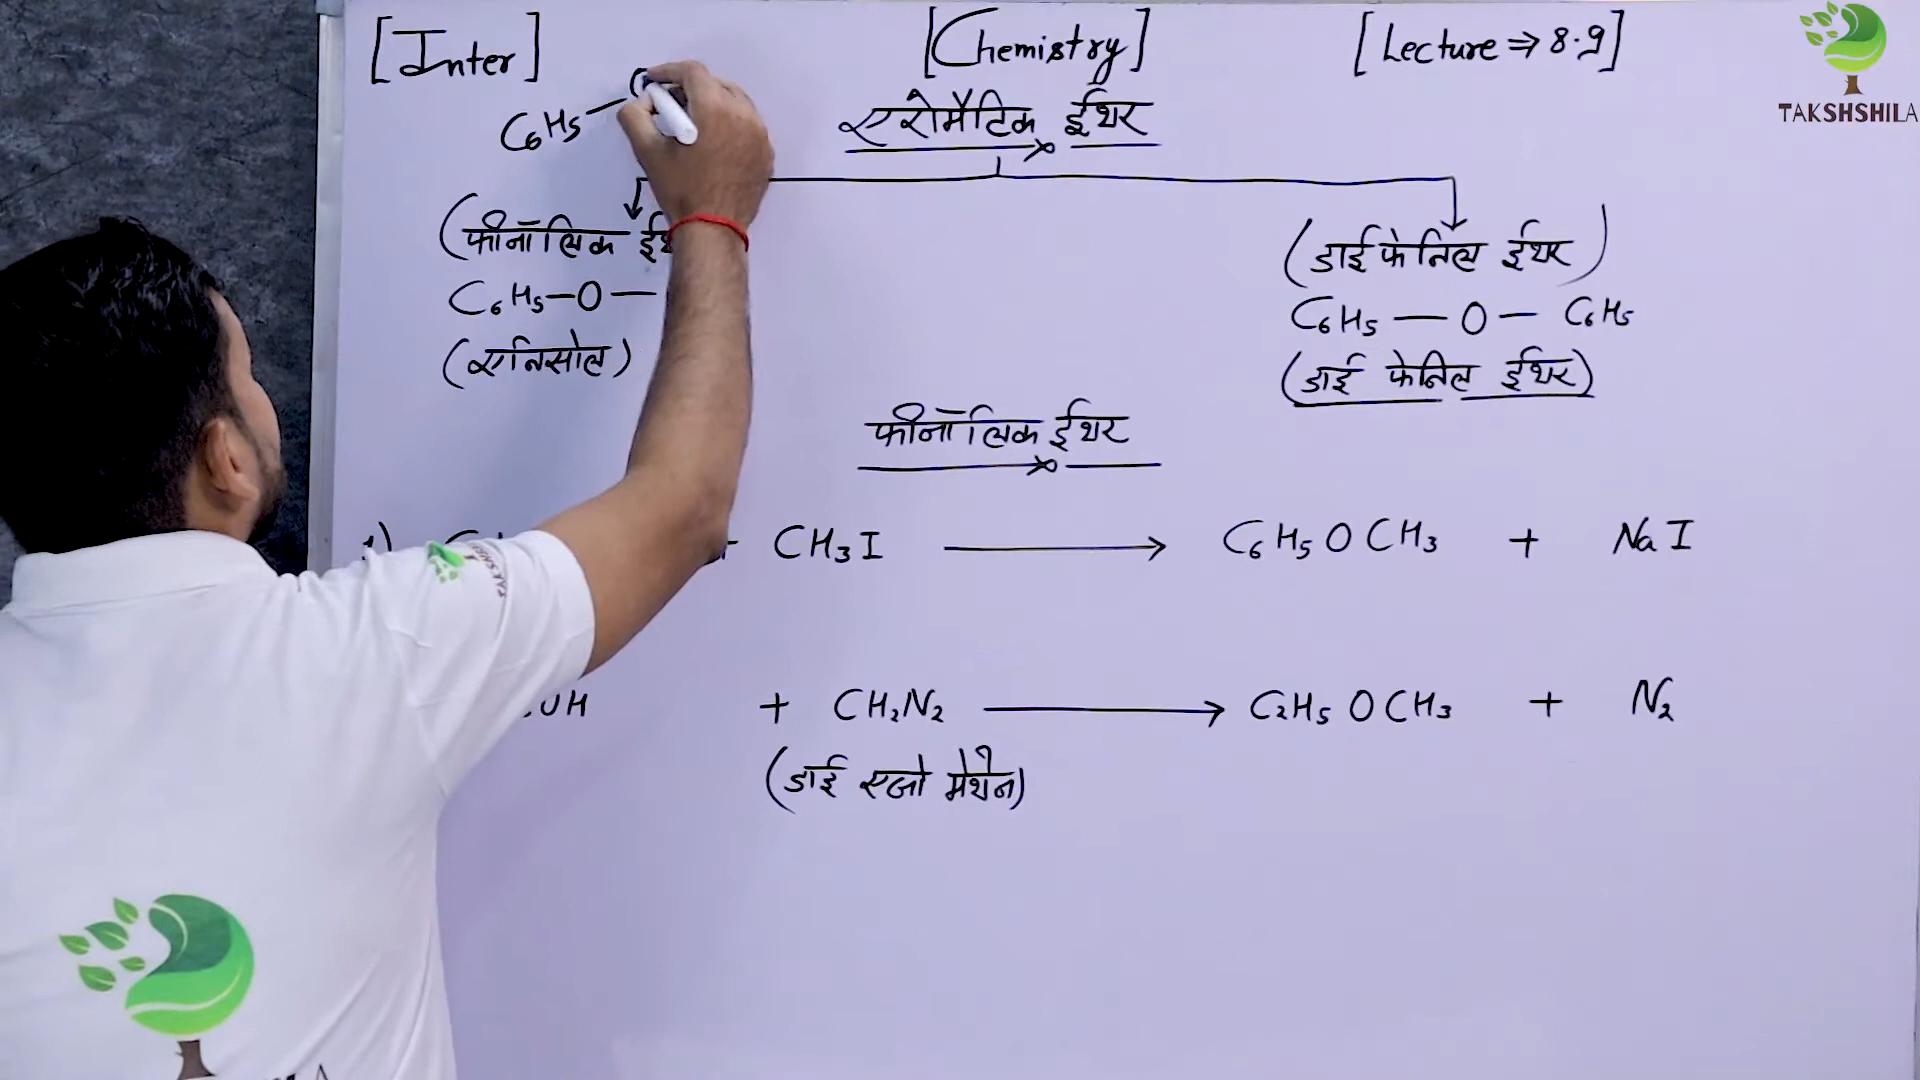 [Inter] [Chemistry] [Lecture ⇒ 8.9]
TAKSHSHILA
C6H5 —
एरोमैटिक ईथर
(फीनॉलिक
(डाई फेनिल ईथर)
C6H5—O—
C6H5 — O — C6H5
(एनिसोल)
(डाई फेनिल ईथर)
फीनॉलिक ईथर
CH3I ⟶ C6H5OCH3 + NaI
OH + CH2N2 ⟶ C2H5OCH3 + N2
(डाई एजो मेथेन)